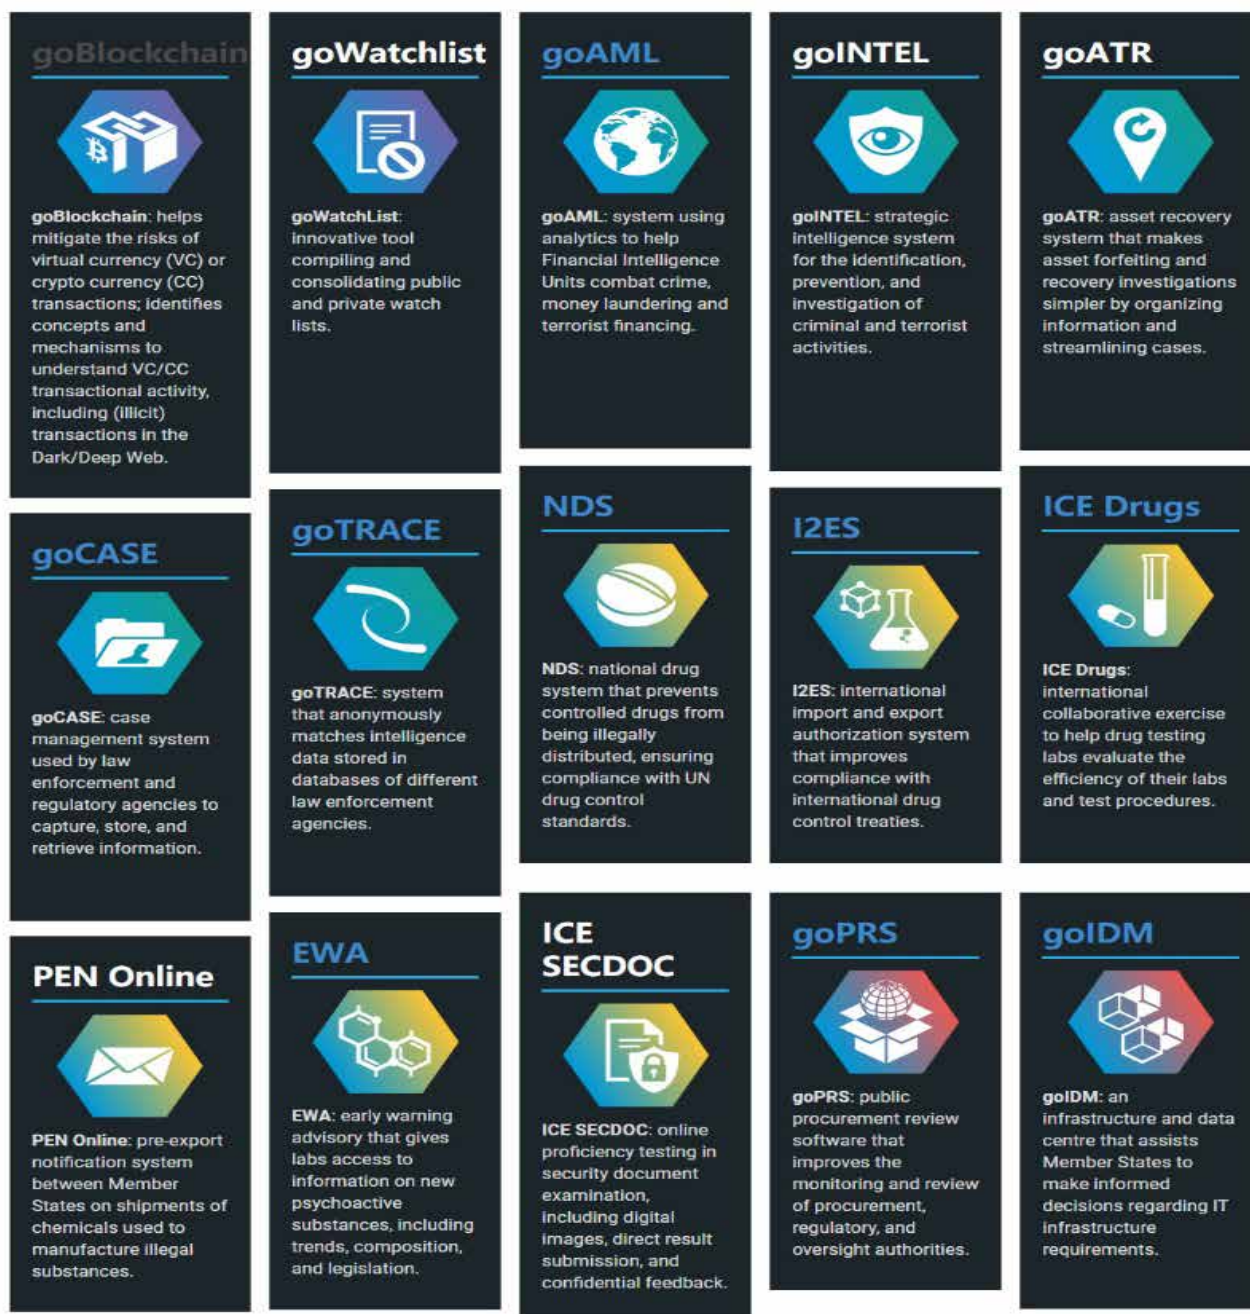 goBlockchain
goBlockchain: helps
mitigate the risks of
virtual currency (VC) or
crypto currency (CC)
transactions; identifies
concepts and
mechanisms to
understand VC/CC
transactional activity,
including (illicit)
transactions in the
Dark/Deep Web.
goWatchlist
goWatchList:
innovative tool
compiling and
consolidating public
and private watch
lists.
goAML
goAML: system using
analytics to help
Financial Intelligence
Units combat crime,
money laundering and
terrorist financing.
goINTEL
goINTEL: strategic
intelligence system
for the identification,
prevention, and
investigation of
criminal and terrorist
activities.
goATR
goATR: asset recovery
system that makes
asset forfeiting and
recovery investigations
simpler by organizing
information and
streamlining cases.
goCASE
goCASE: case
management system
used by law
enforcement and
regulatory agencies to
capture, store, and
retrieve information.
goTRACE
goTRACE: system
that anonymously
matches intelligence
data stored in
databases of different
law enforcement
agencies.
NDS
NDS: national drug
system that prevents
controlled drugs from
being illegally
distributed, ensuring
compliance with UN
drug control
standards.
I2ES
I2ES: international
import and export
authorization system
that improves
compliance with
international drug
control treaties.
ICE Drugs
ICE Drugs:
international
collaborative exercise
to help drug testing
labs evaluate the
efficiency of their labs
and test procedures.
PEN Online
PEN Online: pre-export
notification system
between Member
States on shipments of
chemicals used to
manufacture illegal
substances.
EWA
EWA: early warning
advisory that gives
labs access to
information on new
psychoactive
substances, including
trends, composition,
and legislation.
ICE
SECDOC
ICE SECDOC: online
proficiency testing in
security document
examination,
including digital
images, direct result
submission, and
confidential feedback.
goPRS
goPRS: public
procurement review
software that
improves the
monitoring and review
of procurement,
regulatory, and
oversight authorities.
goIDM
goIDM: an
infrastructure and data
centre that assists
Member States to
make informed
decisions regarding IT
infrastructure
requirements.